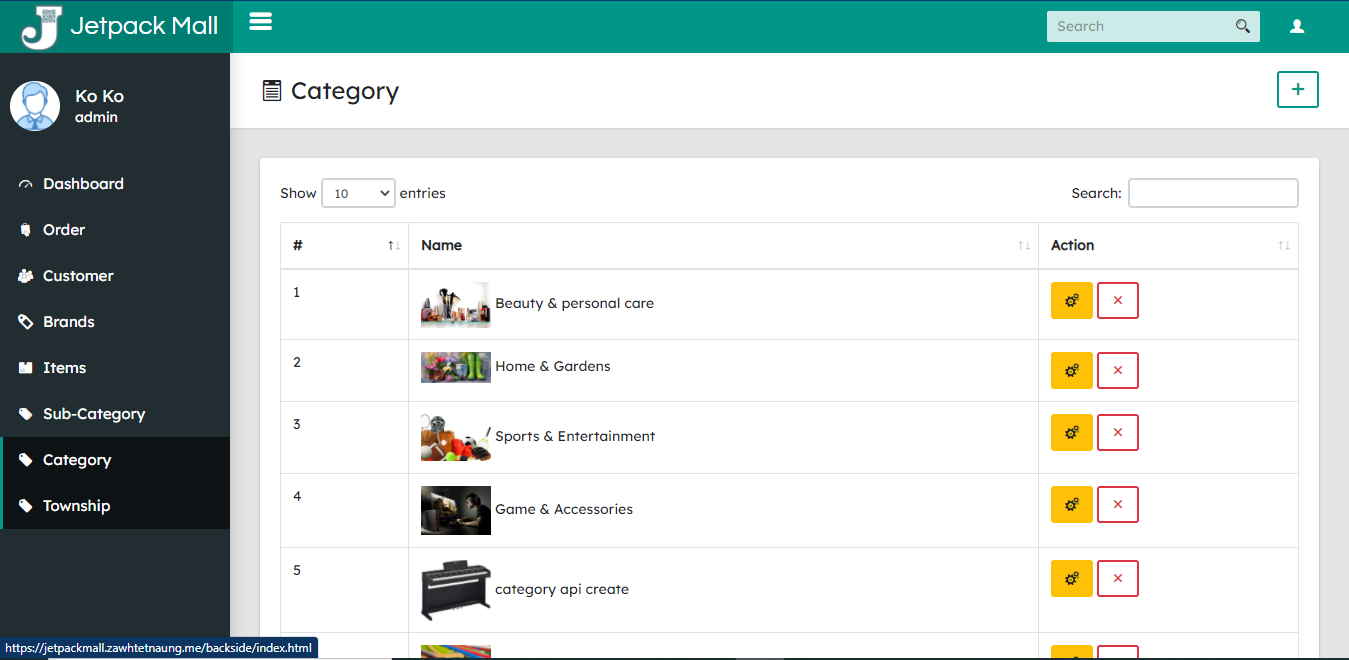 Jetpack Mall
Search
Ko Ko
admin
Category
+
Dashboard
Order
Customer
Brands
Items
Sub-Category
Category
Township
Show 10 entries
Search:
# Name Action
1 Beauty & personal care
2 Home & Gardens
3 Sports & Entertainment
4 Game & Accessories
5 category api create
https://jetpackmall.zawhtetnaung.me/backside/index.html